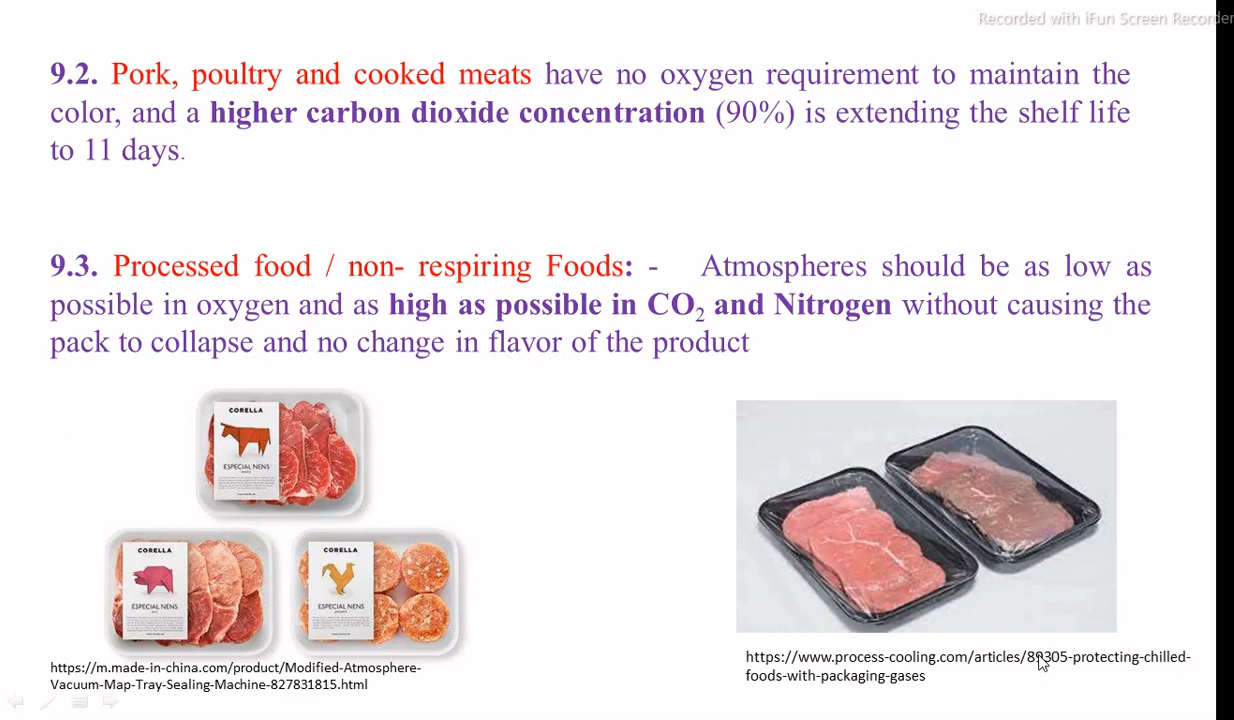 Recorded with iFun Screen Recorder
9.2. Pork, poultry and cooked meats have no oxygen requirement to maintain the
color, and a higher carbon dioxide concentration (90%) is extending the shelf life
to 11 days.
9.3. Processed food / non- respiring Foods: - Atmospheres should be as low as
possible in oxygen and as high as possible in CO₂ and Nitrogen without causing the
pack to collapse and no change in flavor of the product
CORELLA
ESPECIAL NENS
CORELLA
ESPECIAL NENS
CORELLA
ESPECIAL NENS
https://m.made-in-china.com/product/Modified-Atmosphere-
Vacuum-Map-Tray-Sealing-Machine-827831815.html
https://www.process-cooling.com/articles/89305-protecting-chilled-
foods-with-packaging-gases